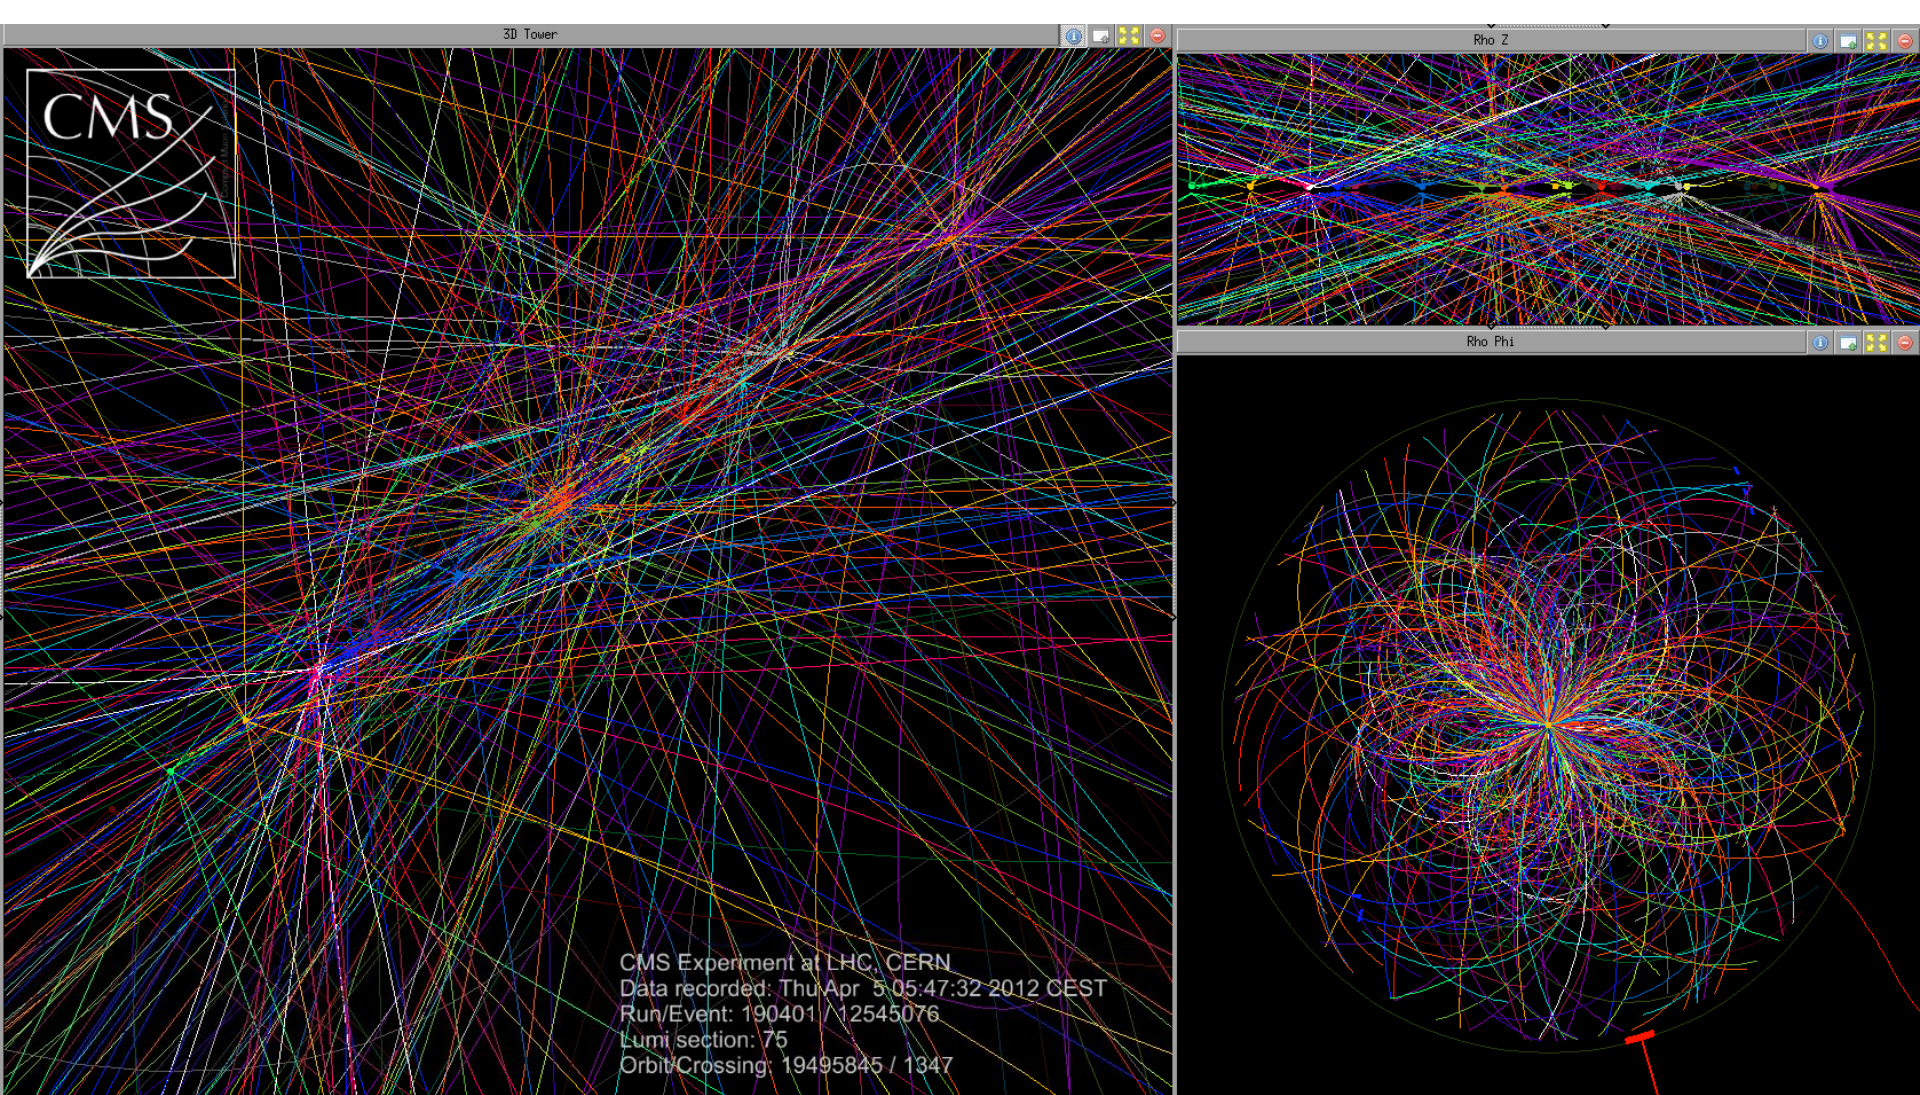 3D Tower
Rho Z
CMS
Rho Phi
CMS Experiment at LHC, CERN
Data recorded: Thu Apr  5 05:47:32 2012 CEST
Run/Event: 190401 / 12545076
Lumi section: 75
Orbit/Crossing: 19495845 / 1347